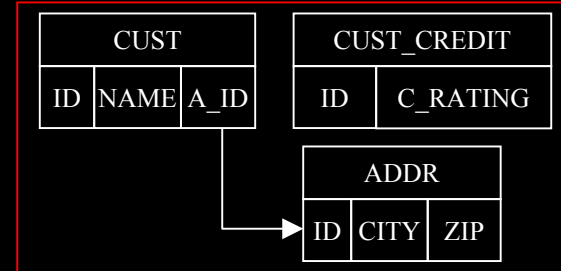 CUST
ID NAME A_ID
CUST_CREDIT
ID C_RATING
ADDR
ID CITY ZIP